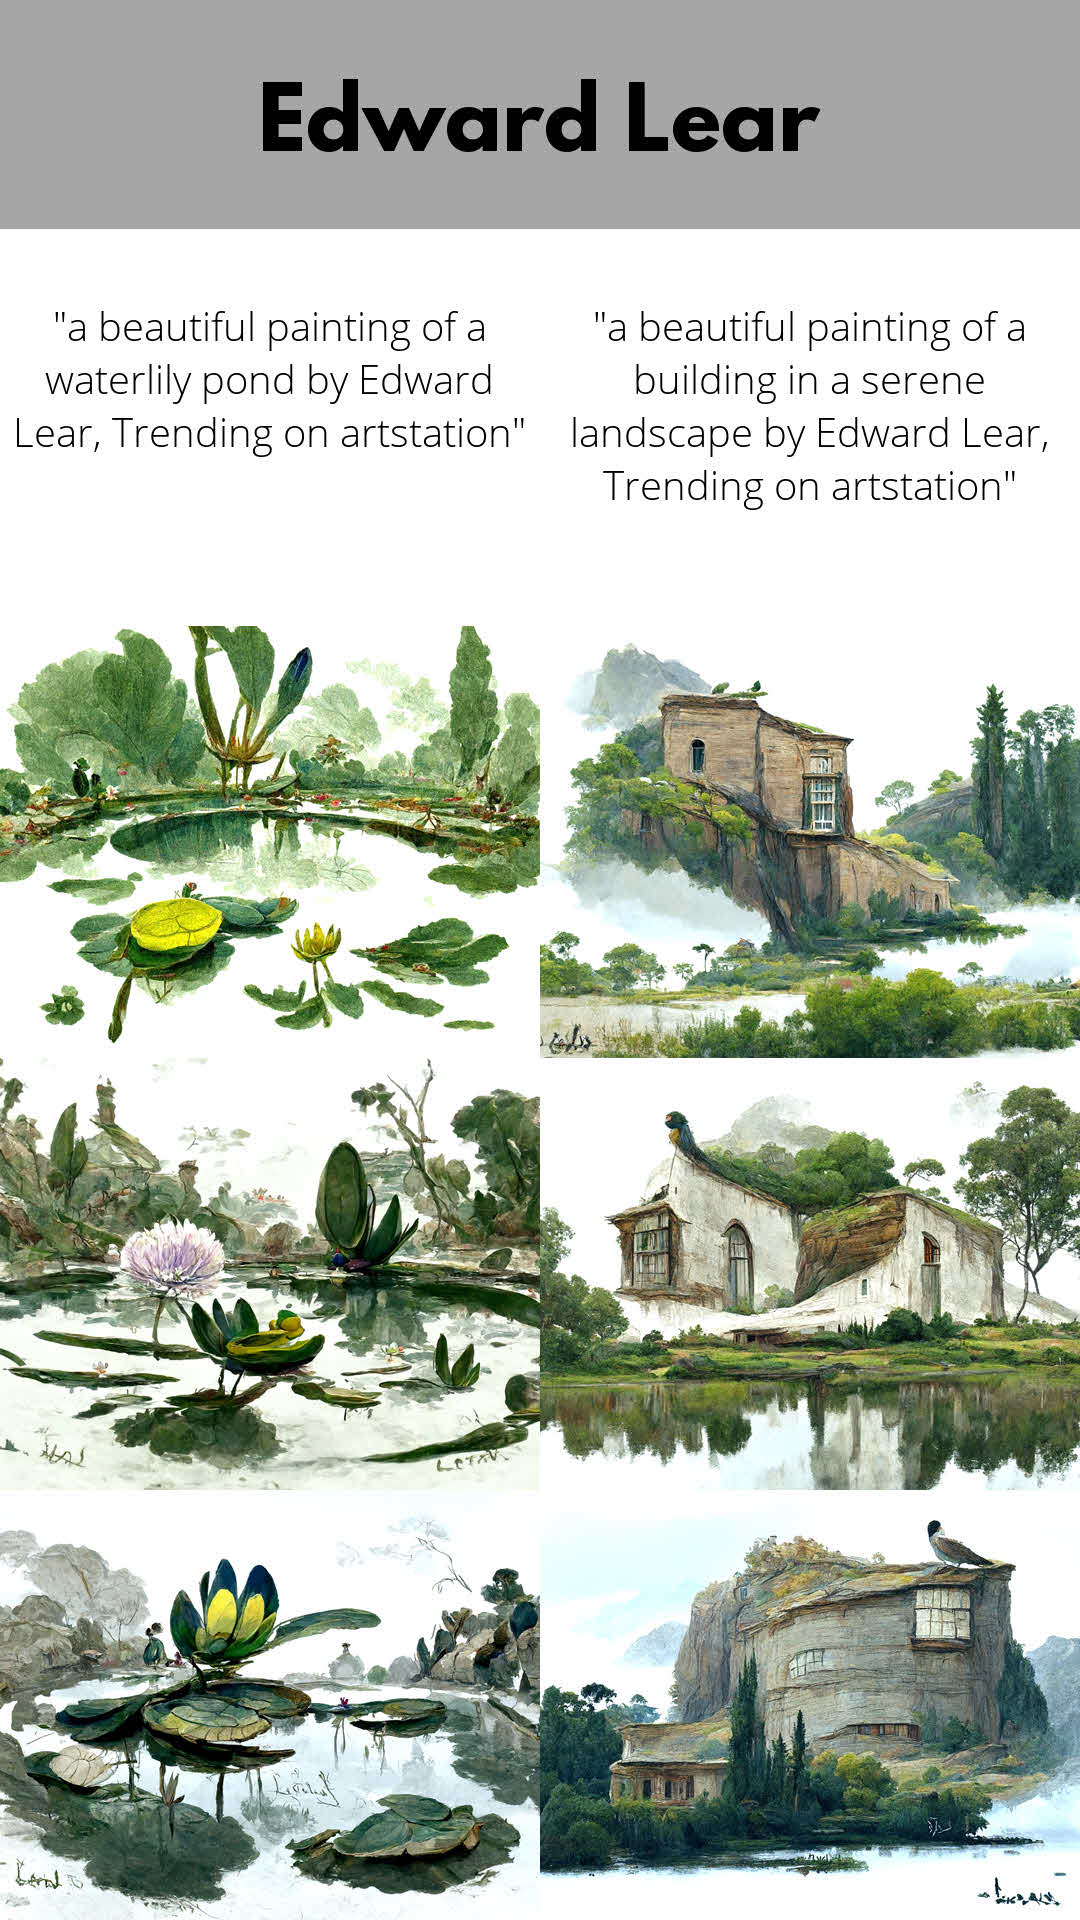 Edward Lear
"a beautiful painting of a
waterlily pond by Edward
Lear, Trending on artstation"
"a beautiful painting of a
building in a serene
landscape by Edward Lear,
Trending on artstation"